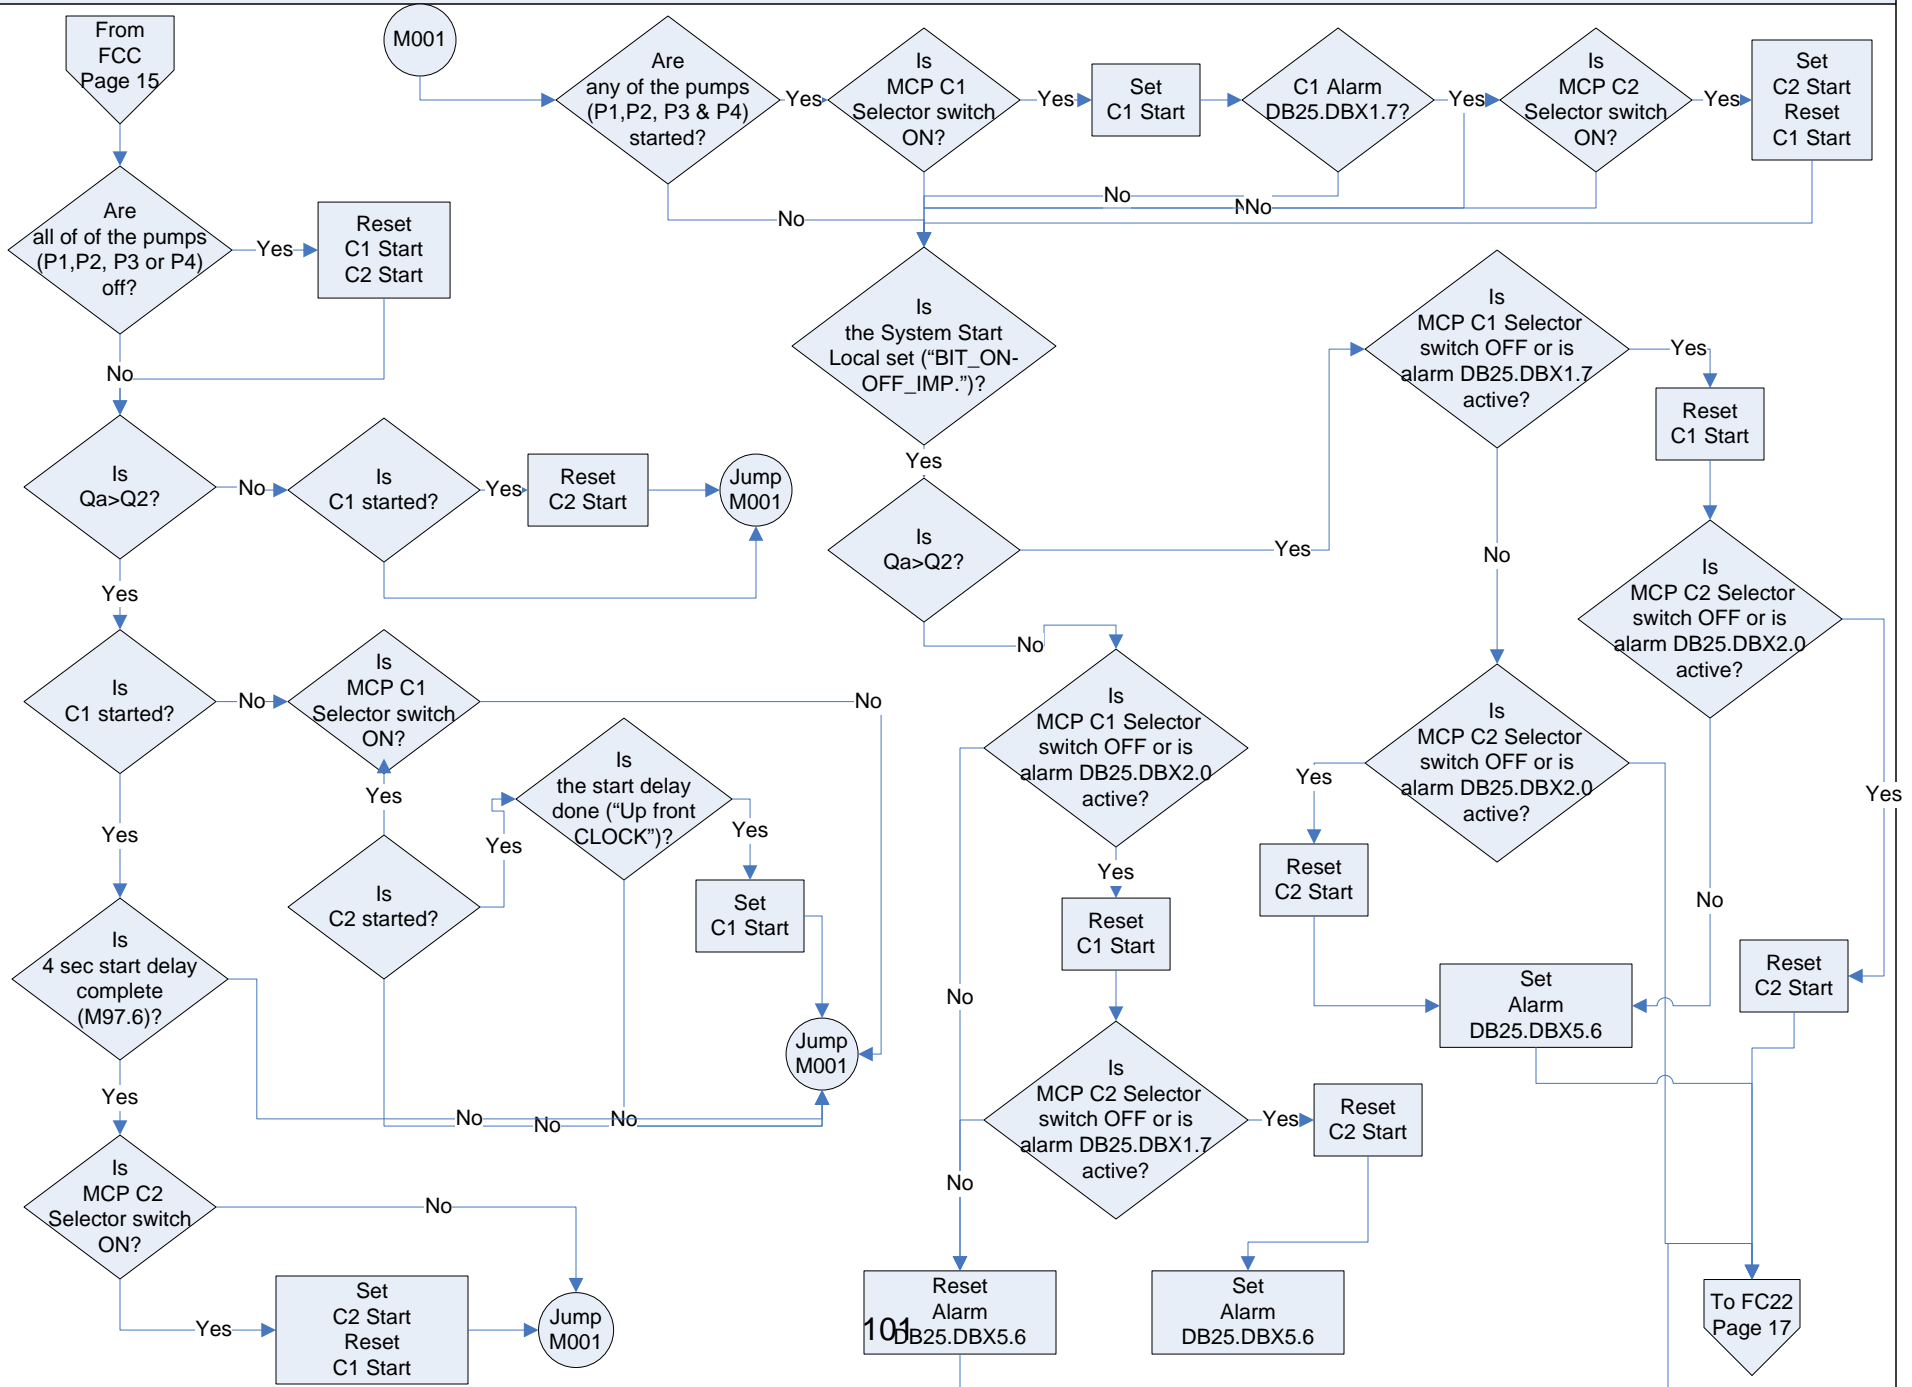 From
FCC
Page 15
M001
Are
any of the pumps
(P1,P2, P3 & P4)
started?
Yes
Is
MCP C1
Selector switch
ON?
Yes
Set
C1 Start
C1 Alarm
DB25.DBX1.7?
Yes
Is
MCP C2
Selector switch
ON?
Yes
Set
C2 Start
Reset
C1 Start
No
No
NNo
Are
all of of the pumps
(P1,P2, P3 or P4)
off?
Yes
Reset
C1 Start
C2 Start
No
Is
the System Start
Local set (“BIT_ON-
OFF_IMP.”)?
Yes
Is
MCP C1 Selector
switch OFF or is
alarm DB25.DBX1.7
active?
Yes
Reset
C1 Start
No
Is
Qa>Q2?
No
Is
C1 started?
Yes
Reset
C2 Start
Jump
M001
Yes
Is
Qa>Q2?
Yes
No
Is
MCP C2 Selector
switch OFF or is
alarm DB25.DBX2.0
active?
Yes
No
Is
C1 started?
No
Is
MCP C1
Selector switch
ON?
No
Yes
Yes
Is
C2 started?
Yes
Is
the start delay
done (“Up front
CLOCK”)?
Yes
Set
C1 Start
Jump
M001
Is
MCP C1 Selector
switch OFF or is
alarm DB25.DBX2.0
active?
No
Yes
Reset
C1 Start
Is
MCP C2 Selector
switch OFF or is
alarm DB25.DBX2.0
active?
Yes
Reset
C2 Start
Set
Alarm
DB25.DBX5.6
Reset
C2 Start
Is
4 sec start delay
complete
(M97.6)?
Yes
No
No
No
Is
MCP C2 Selector
switch OFF or is
alarm DB25.DBX1.7
active?
No
Yes
Reset
C2 Start
Is
MCP C2
Selector switch
ON?
No
Yes
Set
C2 Start
Reset
C1 Start
Jump
M001
Reset
Alarm
DB25.DBX5.6
101
Set
Alarm
DB25.DBX5.6
To FC22
Page 17